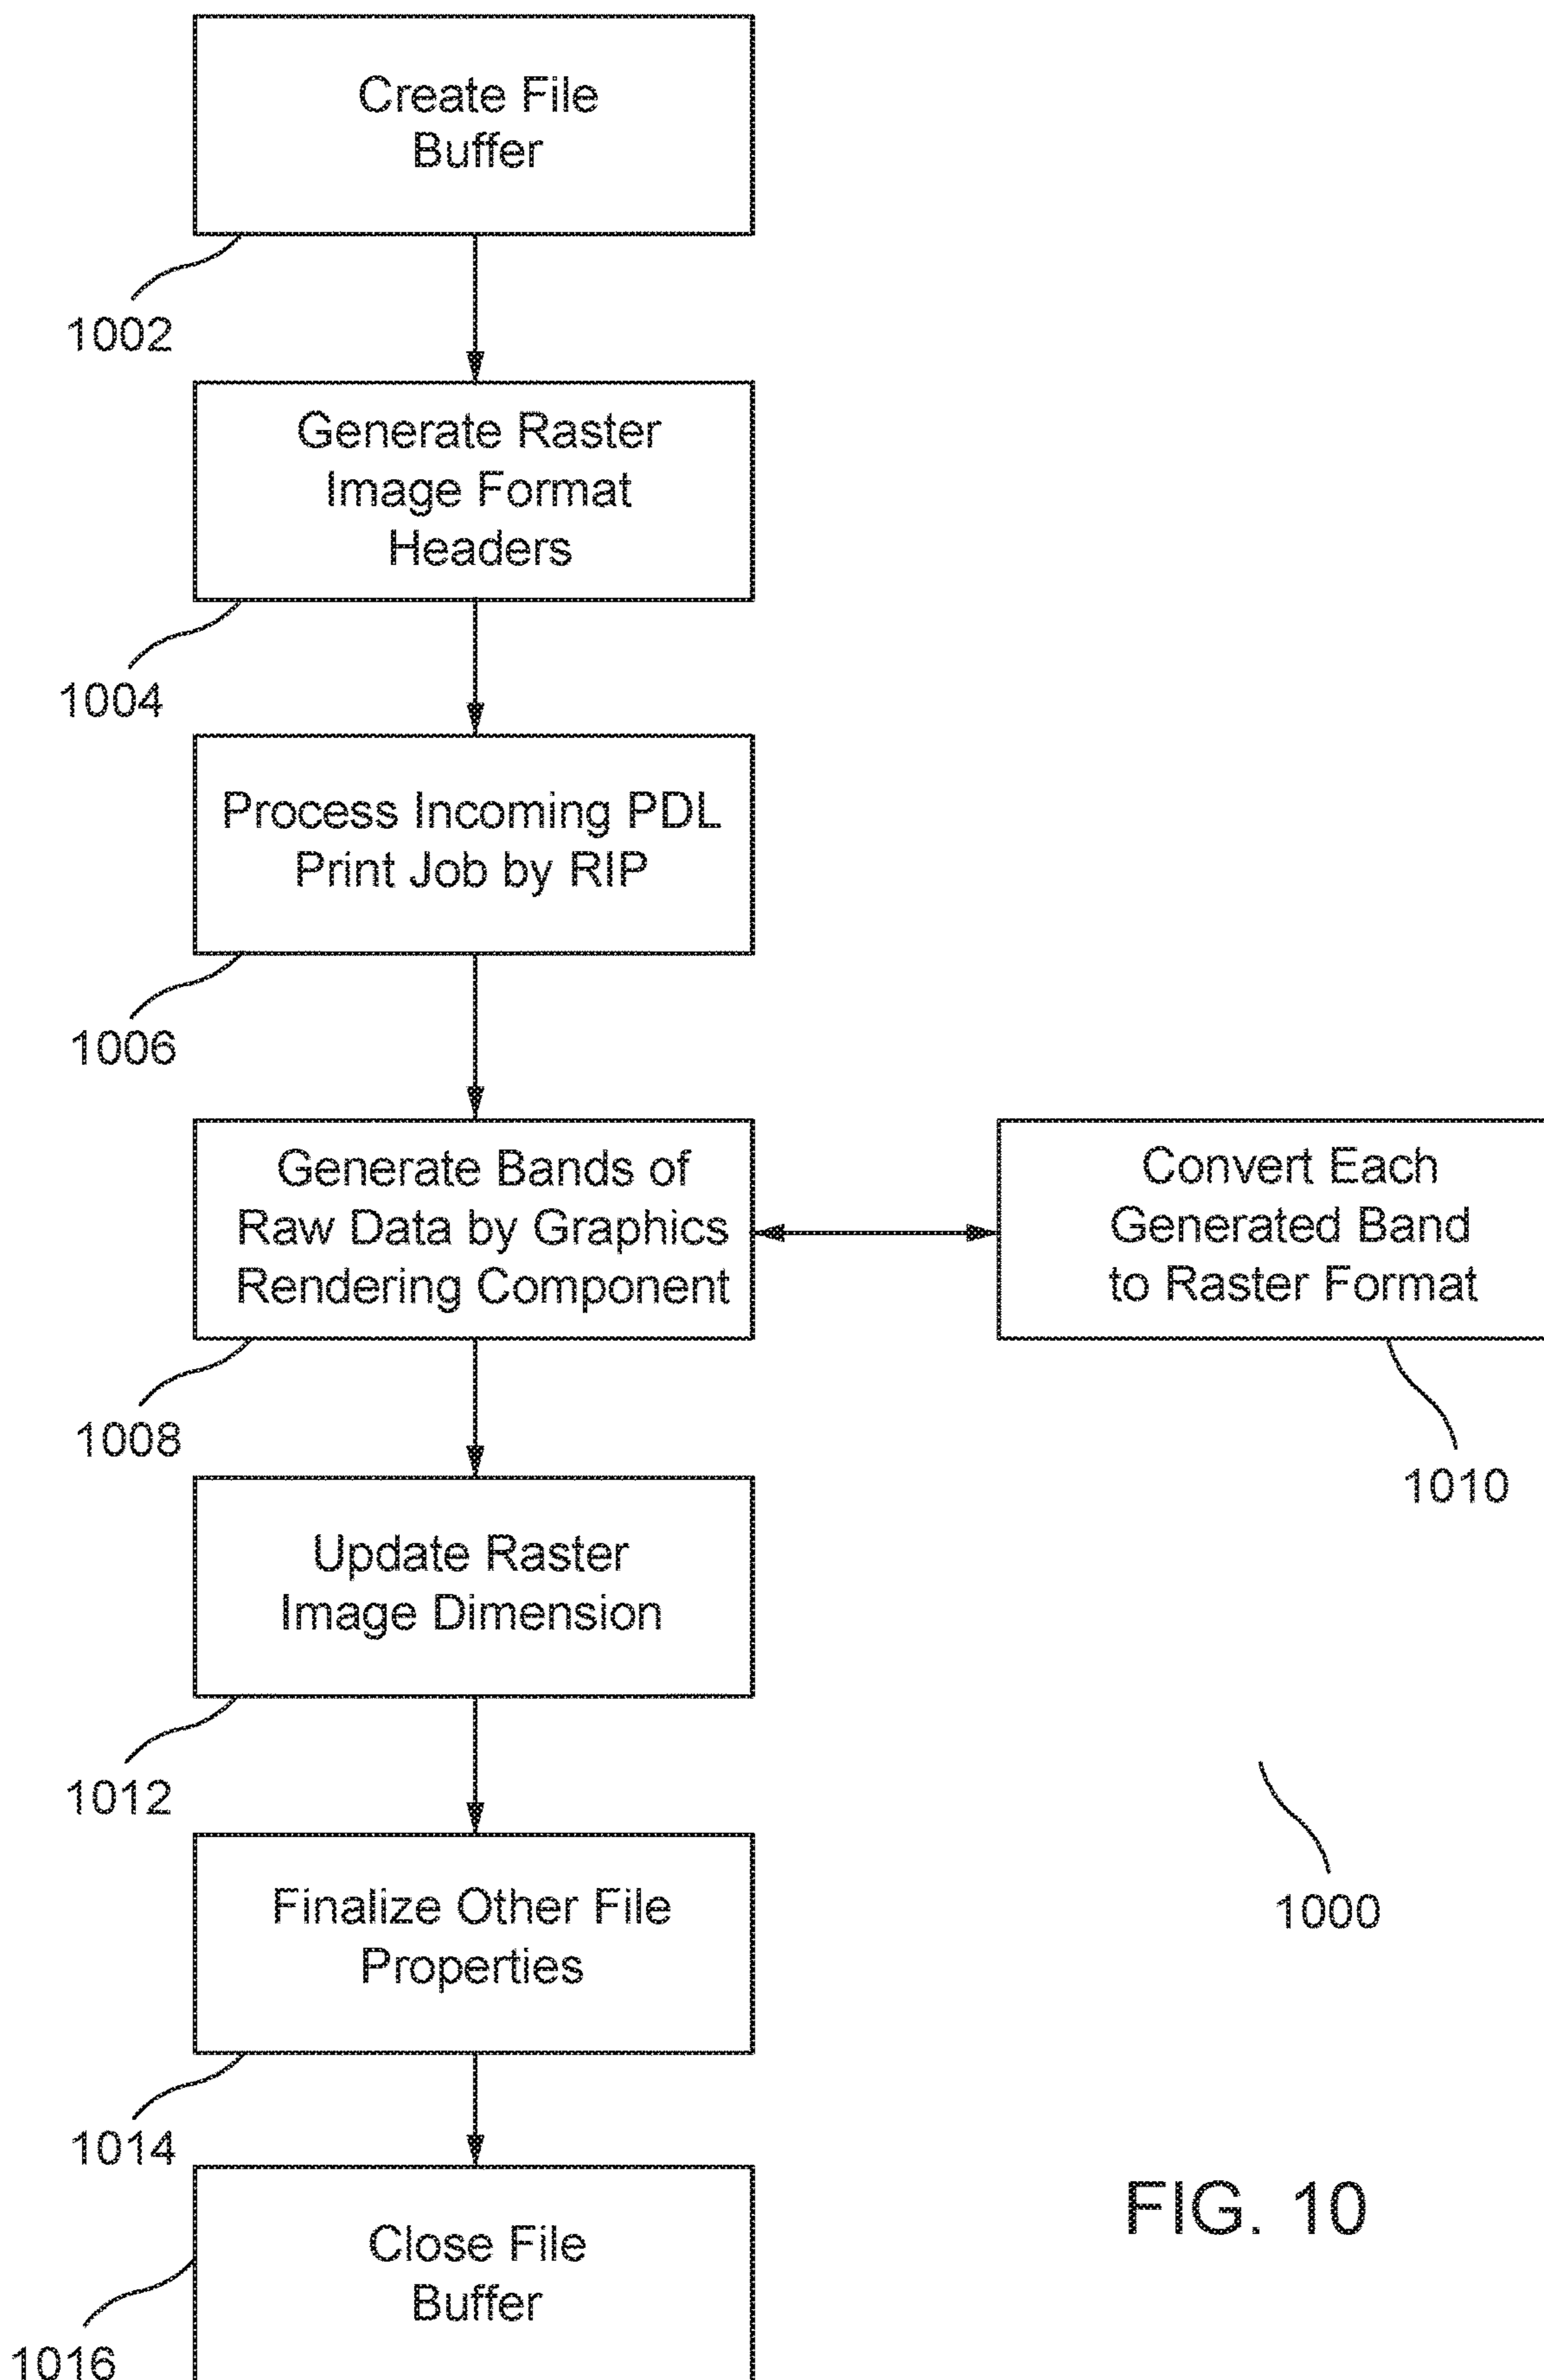 Create File
Buffer
1002
Generate Raster
Image Format
Headers
1004
Process Incoming PDL
Print Job by RIP
1006
Generate Bands of
Raw Data by Graphics
Rendering Component
1008
Convert Each
Generated Band
to Raster Format
1010
Update Raster
Image Dimension
1012
1000
Finalize Other File
Properties
1014
Close File
Buffer
1016
FIG. 10